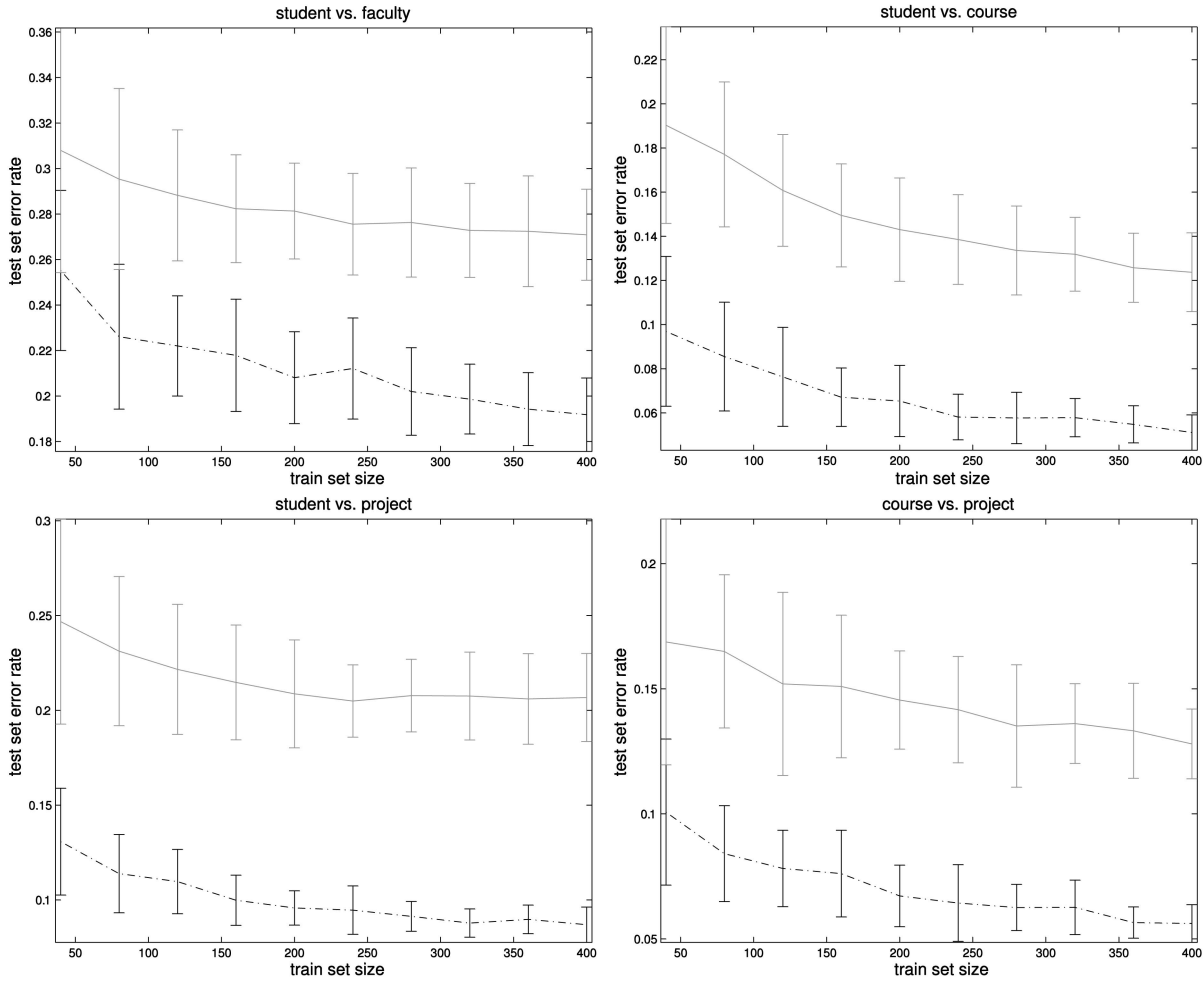 student vs. faculty
0.36
0.34
0.32
0.3
0.28
0.26
0.24
0.22
0.2
0.18
test set error rate
50 100 150 200 250 300 350 400
train set size
student vs. course
0.22
0.2
0.18
0.16
0.14
0.12
0.1
0.08
0.06
test set error rate
50 100 150 200 250 300 350 400
train set size
student vs. project
0.3
0.25
0.2
0.15
0.1
test set error rate
50 100 150 200 250 300 350 400
train set size
course vs. project
0.2
0.15
0.1
0.05
test set error rate
50 100 150 200 250 300 350 400
train set size